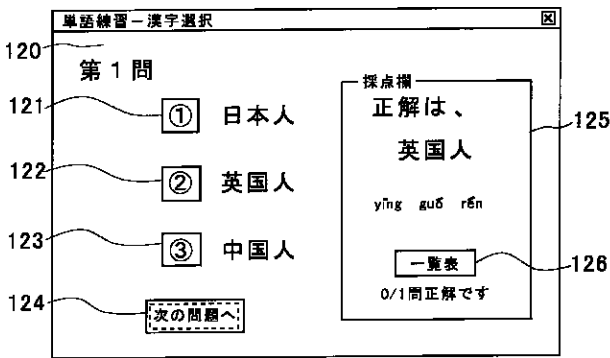 単語練習－漢字選択
120
第1問
採点欄
121
① 日本人
正解は、
125
英国人
122
② 英国人
yīng guó rén
123
③ 中国人
一覧表
126
0/1問正解です
124
次の問題へ